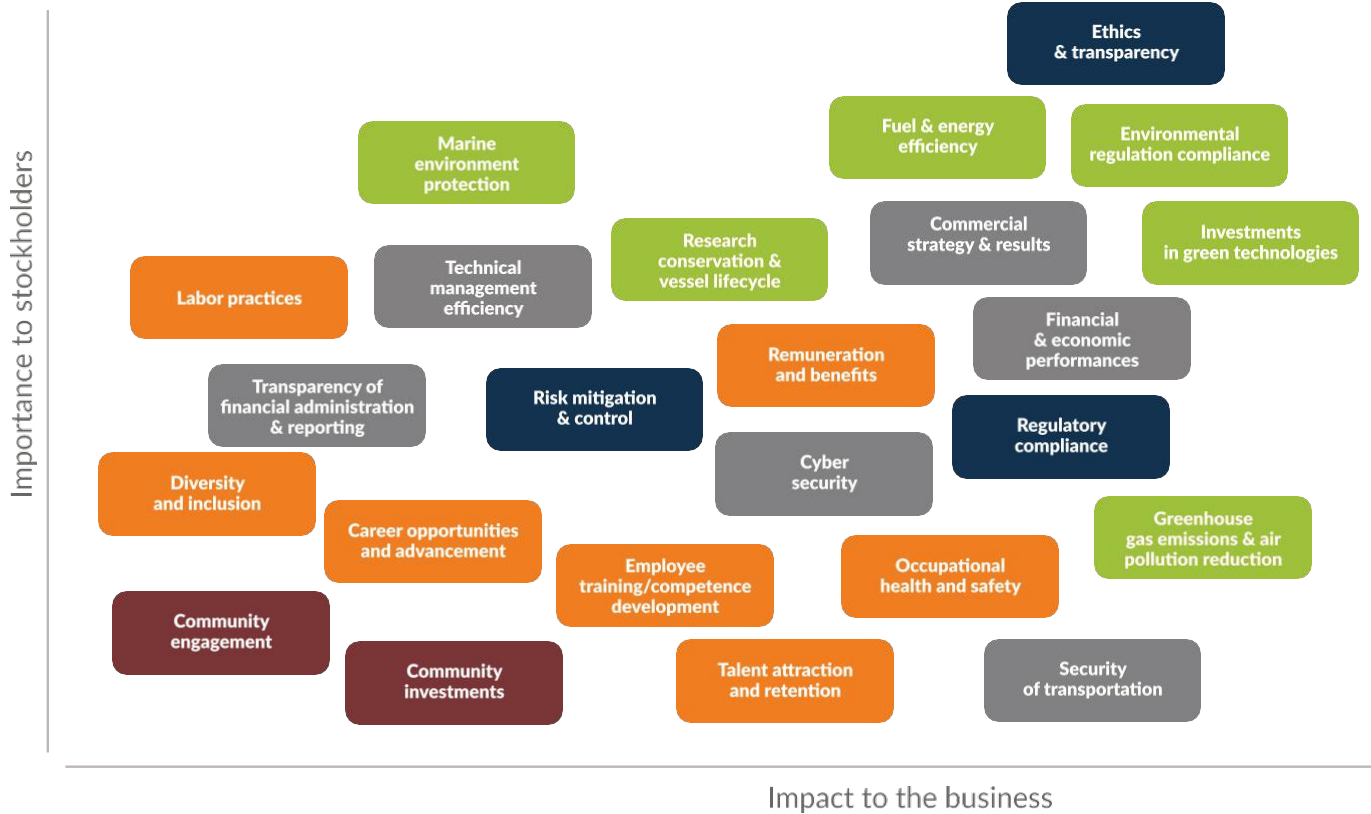 Ethics
& transparency
Fuel & energy
efficiency
Environmental
regulation compliance
Marine
environment
protection
Research
conservation &
vessel lifecycle
Commercial
strategy & results
Investments
in green technologies
Labor practices
Technical
management
efficiency
Financial
& economic
performances
Remuneration
and benefits
Transparency of
financial administration
& reporting
Risk mitigation
& control
Regulatory
compliance
Cyber
security
Diversity
and inclusion
Career opportunities
and advancement
Greenhouse
gas emissions & air
pollution reduction
Employee
training/competence
development
Occupational
health and safety
Community
engagement
Community
investments
Talent attraction
and retention
Security
of transportation
Importance to stockholders
Impact to the business